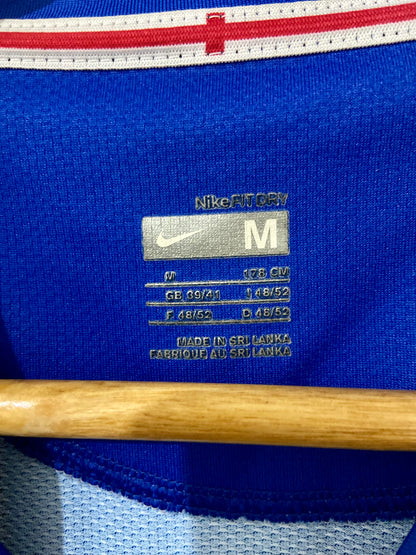 NikeFIT DRY
M
M 178 CM
GB 39/41 I 48/52
F 48/52 D 48/52
MADE IN SRI LANKA
FABRIQUÉ AU SRI LANKA